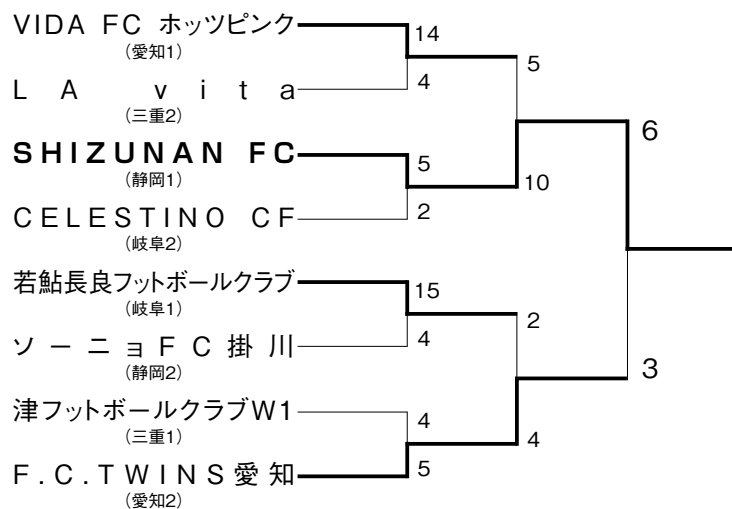 VIDA FC ホッツピンク
(愛知1)
LA vita
(三重2)
SHIZUNAN FC
(静岡1)
CELESTINO CF
(岐阜2)
若鮎長良フットボールクラブ
(岐阜1)
ソーニョFC掛川
(静岡2)
津フットボールクラブW1
(三重1)
F.C.TWINS愛知
(愛知2)
14
4
5
2
15
4
4
5
5
10
2
4
6
3